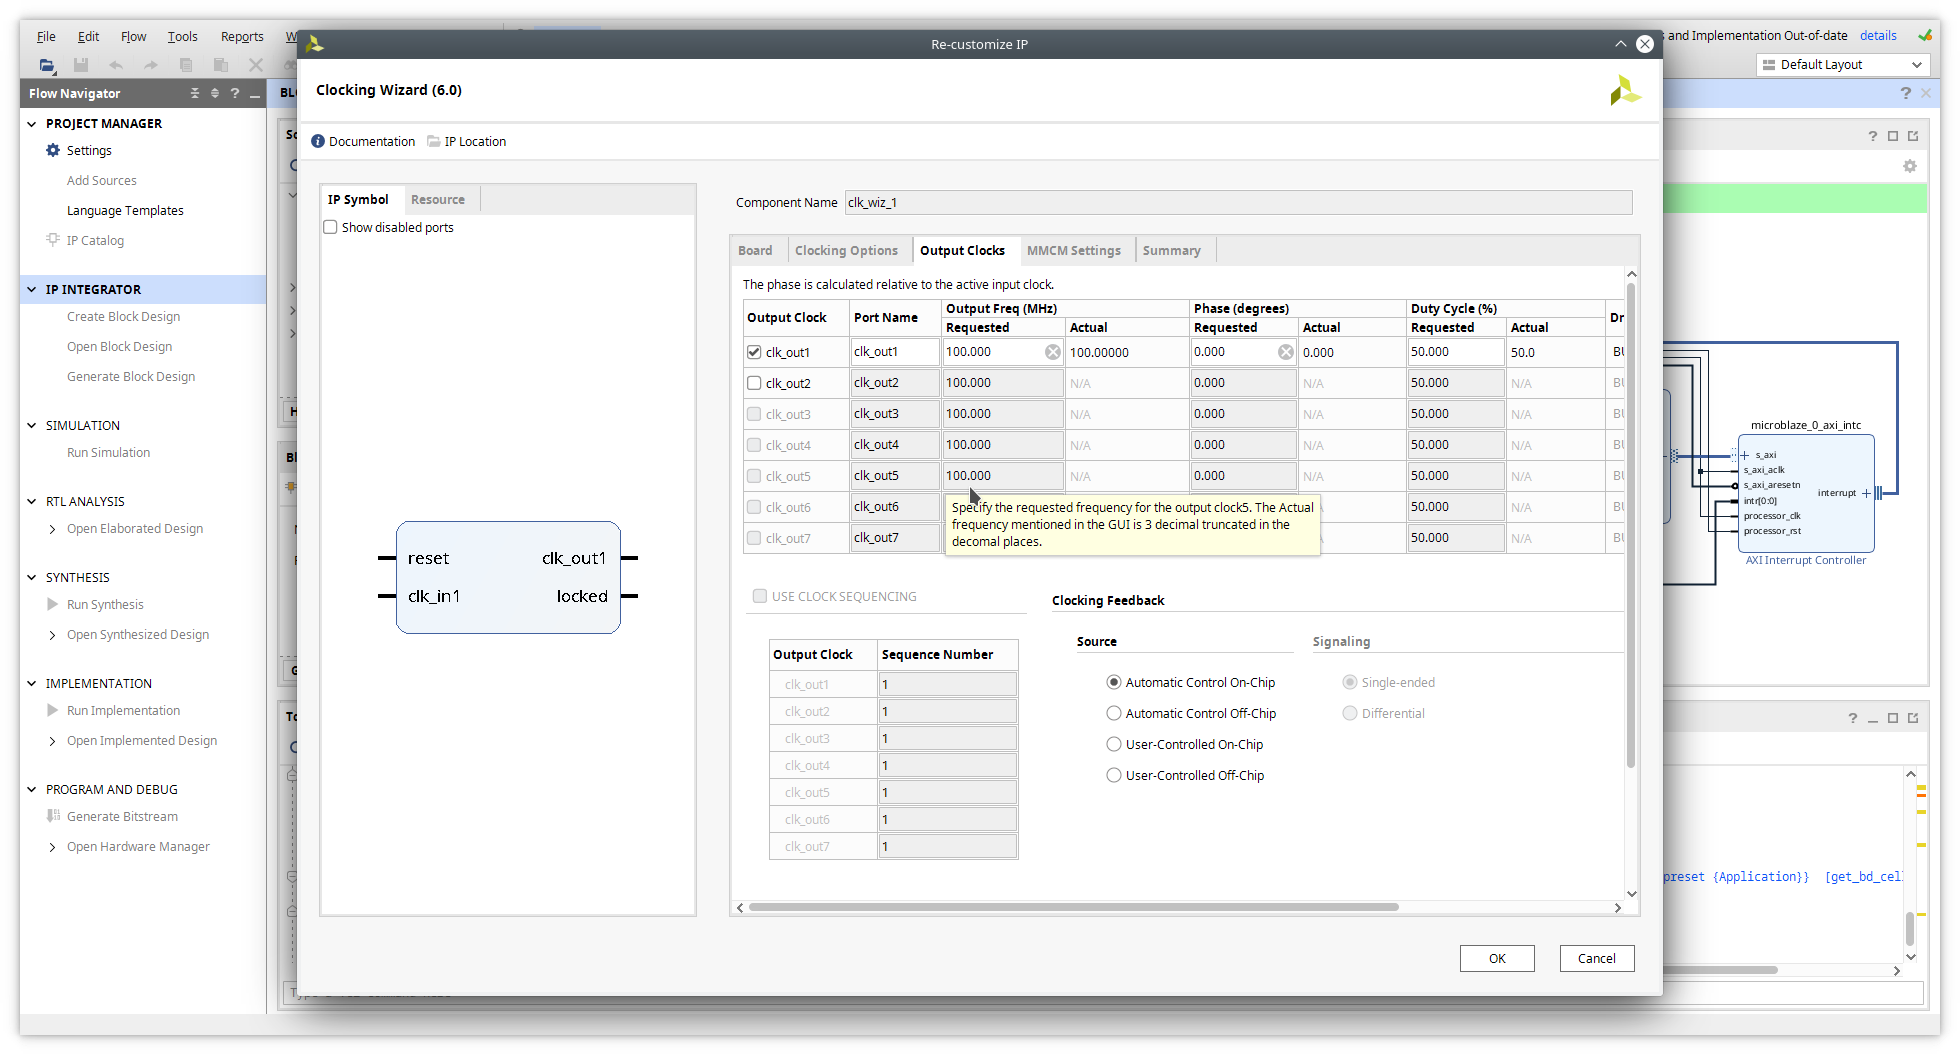 File Edit Flow Tools Reports
Re-customize IP
s and Implementation Out-of-date details
Default Layout
Flow Navigator
PROJECT MANAGER
Settings
Add Sources
Language Templates
IP Catalog
IP INTEGRATOR
Create Block Design
Open Block Design
Generate Block Design
SIMULATION
Run Simulation
RTL ANALYSIS
Open Elaborated Design
SYNTHESIS
Run Synthesis
Open Synthesized Design
IMPLEMENTATION
Run Implementation
Open Implemented Design
PROGRAM AND DEBUG
Generate Bitstream
Open Hardware Manager
Clocking Wizard (6.0)
Documentation IP Location
IP Symbol Resource
Show disabled ports
reset clk_out1
clk_in1 locked
Component Name clk_wiz_1
Board Clocking Options Output Clocks MMCM Settings Summary
The phase is calculated relative to the active input clock.
Output Clock Port Name Output Freq (MHz) Phase (degrees) Duty Cycle (%) Dr
Requested Actual Requested Actual Requested Actual
clk_out1 clk_out1 100.000 100.00000 0.000 0.000 50.000 50.0 BU
clk_out2 clk_out2 100.000 N/A 0.000 N/A 50.000 N/A BU
clk_out3 clk_out3 100.000 N/A 0.000 N/A 50.000 N/A BU
clk_out4 clk_out4 100.000 N/A 0.000 N/A 50.000 N/A BU
clk_out5 clk_out5 100.000 N/A 0.000 N/A 50.000 N/A BU
clk_out6 clk_out6 50.000 N/A BU
clk_out7 clk_out7 50.000 N/A BU
Specify the requested frequency for the output clock5. The Actual
frequency mentioned in the GUI is 3 decimal truncated in the
decomal places.
USE CLOCK SEQUENCING
Output Clock Sequence Number
clk_out1 1
clk_out2 1
clk_out3 1
clk_out4 1
clk_out5 1
clk_out6 1
clk_out7 1
Clocking Feedback
Source Signaling
Automatic Control On-Chip Single-ended
Automatic Control Off-Chip Differential
User-Controlled On-Chip
User-Controlled Off-Chip
OK Cancel
microblaze_0_axi_intc
s_axi
s_axi_aclk
s_axi_aresetn
intr[0:0] interrupt
processor_clk
processor_rst
AXI Interrupt Controller
preset {Application}} [get_bd_cel